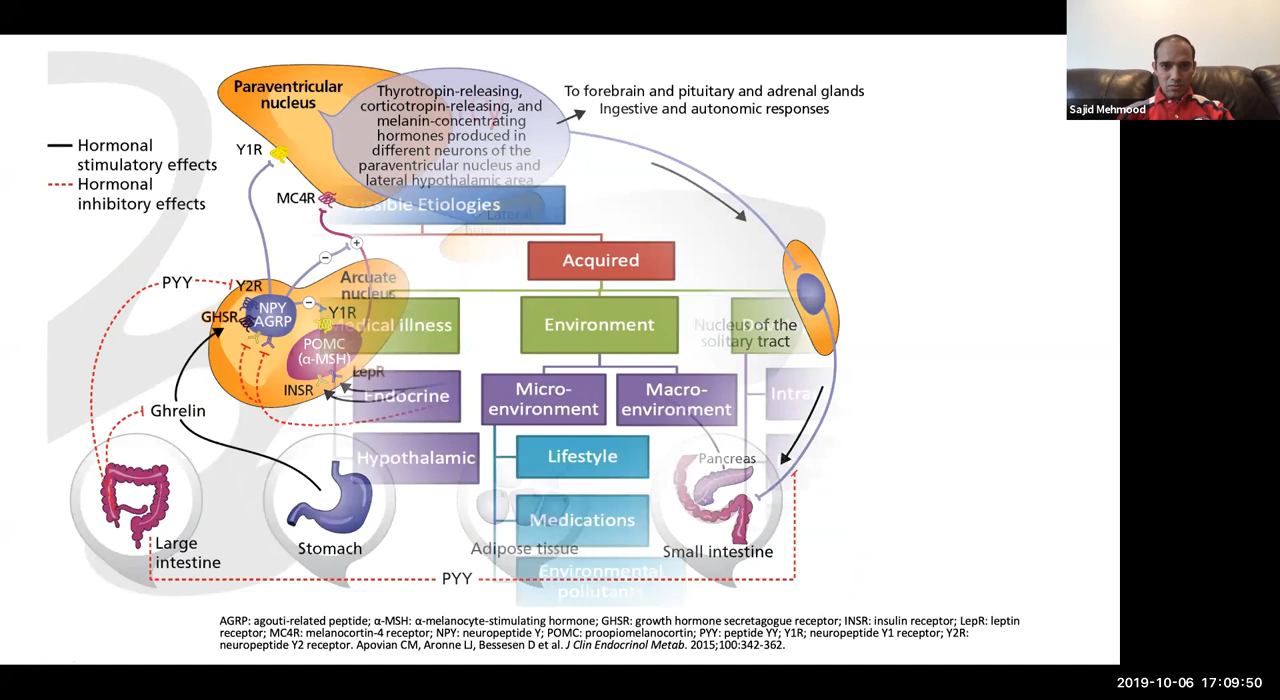 Paraventricular
nucleus
Thyrotropin-releasing,
corticotropin-releasing, and
melanin-concentrating
hormones produced in
different neurons of the
paraventricular nucleus and
lateral hypothalamic area
To forebrain and pituitary and adrenal glands
Ingestive and autonomic responses
Sajid Mehmood
Hormonal
stimulatory effects
Hormonal
inhibitory effects
Y1R
MC4R
Etiologies
Lateral
Acquired
PYY
Y2R
Arcuate
nucleus
GHSR
NPY
AGRP
Y1R
POMC
(α-MSH)
illness
Environment
Nucleus of the
solitary tract
LepR
INSR
Endocrine
Micro-
environment
Macro-
environment
Ghrelin
Hypothalamic
Lifestyle
Pancreas
Medications
Large
intestine
Stomach
Adipose tissue
Small intestine
PYY
Environmental
AGRP: agouti-related peptide; α-MSH: α-melanocyte-stimulating hormone; GHSR: growth hormone secretagogue receptor; INSR: insulin receptor; LepR: leptin
receptor; MC4R: melanocortin-4 receptor; NPY: neuropeptide Y; POMC: proopiomelanocortin; PYY: peptide YY; Y1R; neuropeptide Y1 receptor; Y2R:
neuropeptide Y2 receptor. Apovian CM, Aronne LJ, Bessesen D et al. J Clin Endocrinol Metab. 2015;100:342-362.
2019-10-06 17:09:50